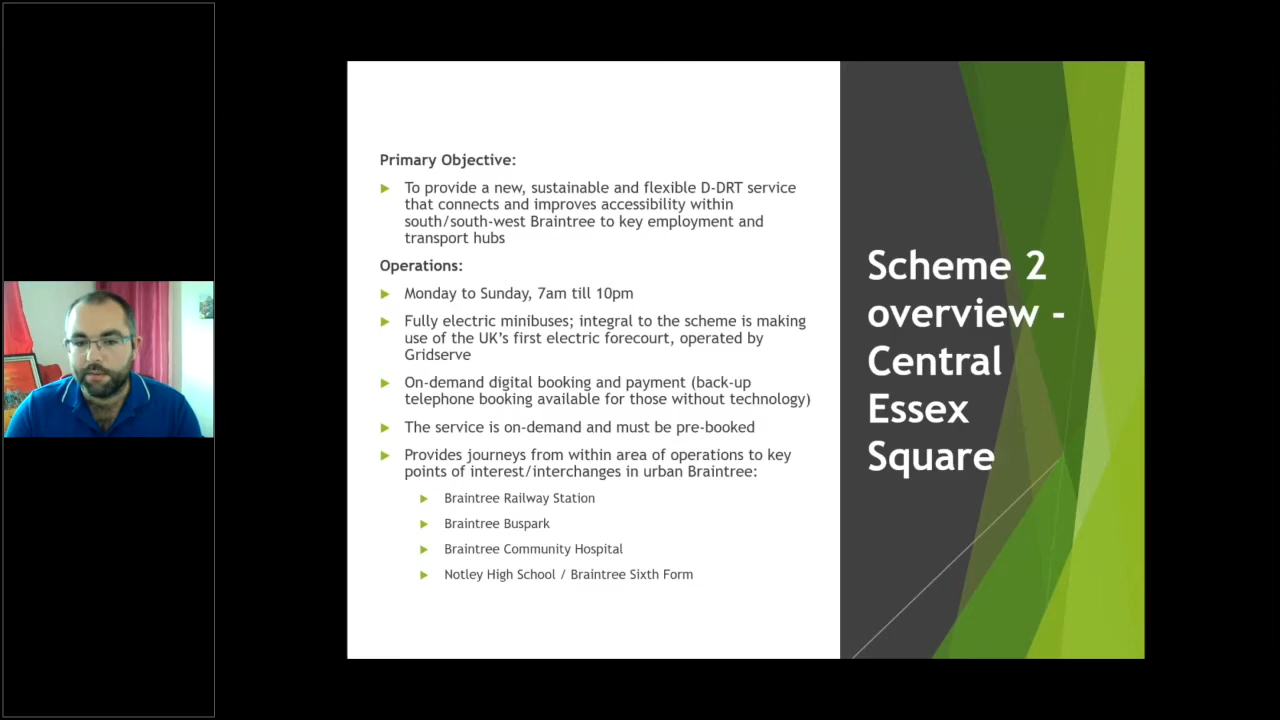 Primary Objective:
To provide a new, sustainable and flexible D-DRT service
that connects and improves accessibility within
south/south-west Braintree to key employment and
transport hubs
Operations:
Monday to Sunday, 7am till 10pm
Fully electric minibuses; integral to the scheme is making
use of the UK's first electric forecourt, operated by
Gridserve
On-demand digital booking and payment (back-up
telephone booking available for those without technology)
The service is on-demand and must be pre-booked
Provides journeys from within area of operations to key
points of interest/interchanges in urban Braintree:
Braintree Railway Station
Braintree Buspark
Braintree Community Hospital
Notley High School / Braintree Sixth Form
Scheme 2
overview -
Central
Essex
Square